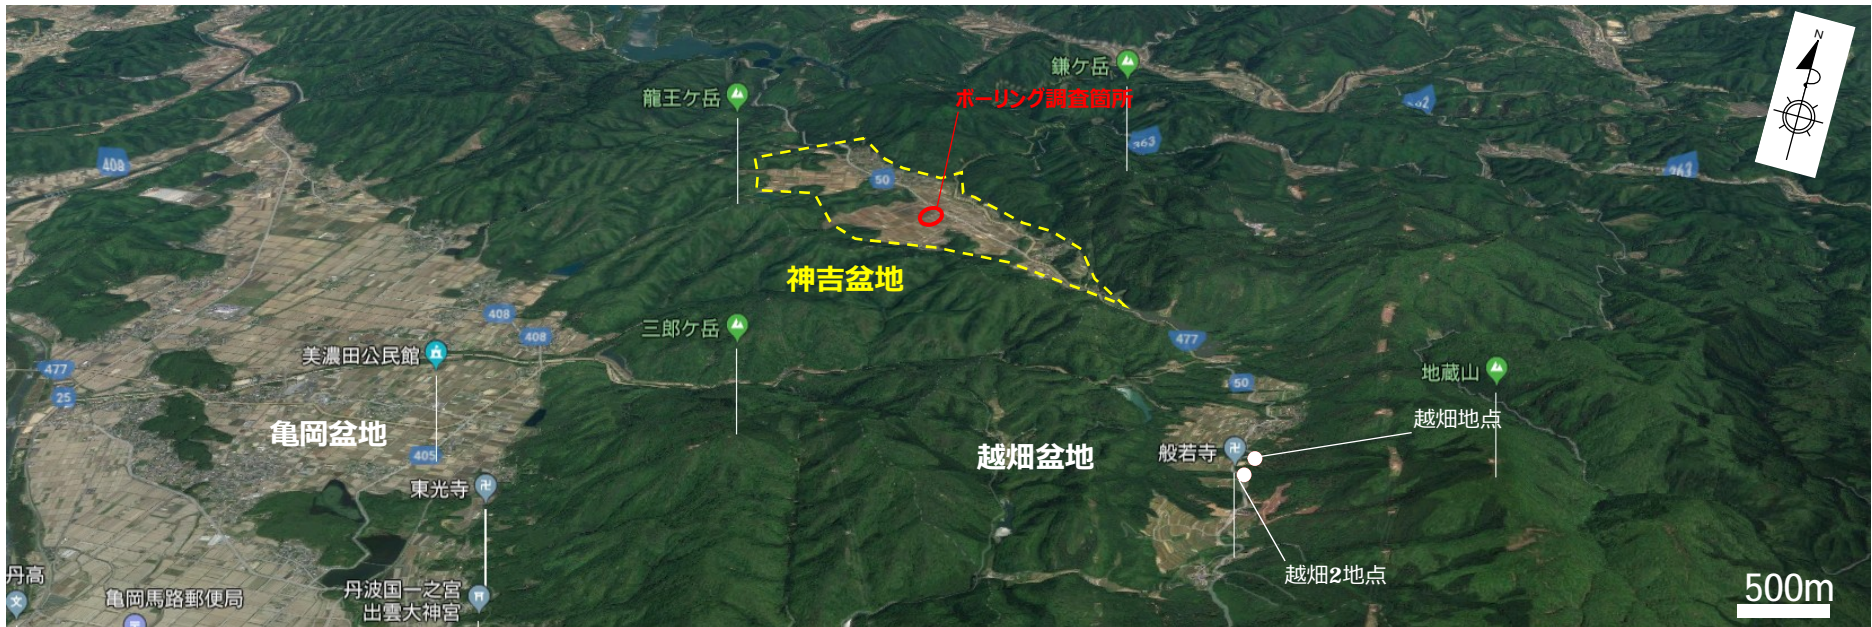 N
鎌ケ岳
龍王ケ岳
ボーリング調査箇所
362
363
408
363
50
神吉盆地
408
三郎ケ岳
408
477
美濃田公民館
477
地蔵山
50
25
越畑地点
亀岡盆地
越畑盆地
般若寺
405
東光寺
越畑2地点
丹高
丹波国一之宮
出雲大神宮
亀岡馬路郵便局
500m